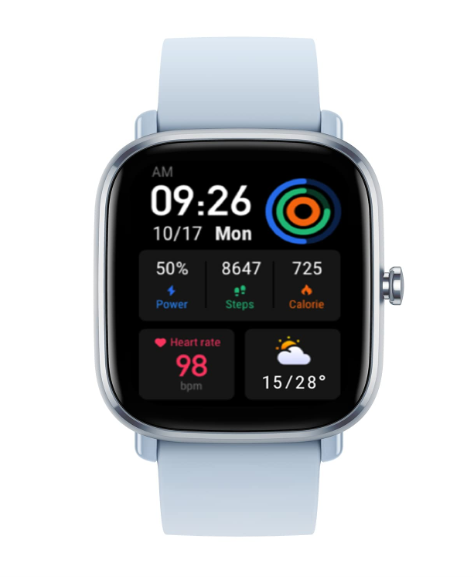 AM
09:26
10/17 Mon
50% 8647 725
Power Steps Calorie
Heart rate
98
bpm
15/28°